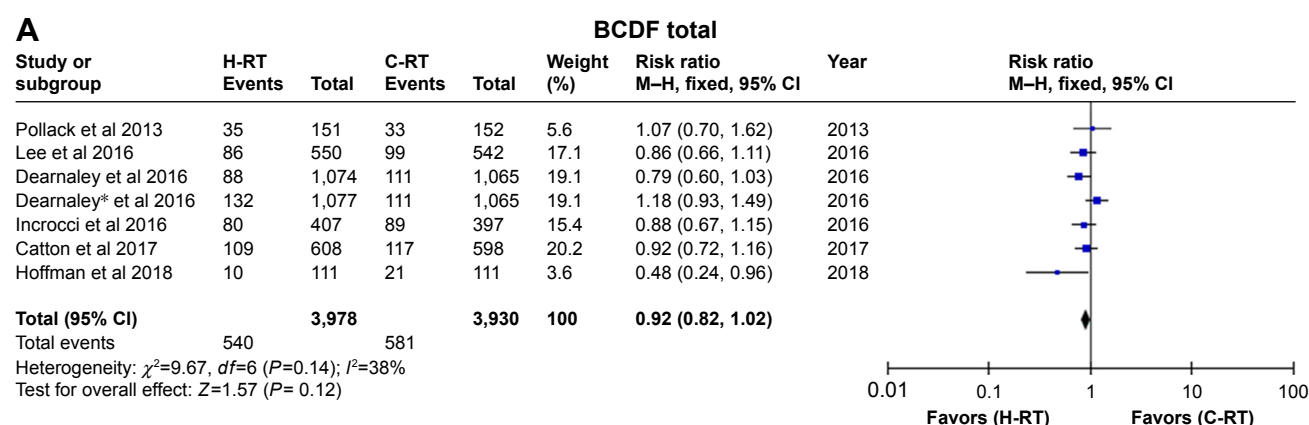 A
BCDF total
Study or subgroup H-RT Events Total C-RT Events Total Weight (%) Risk ratio M–H, fixed, 95% CI Year Risk ratio M–H, fixed, 95% CI
Pollack et al 2013 35 151 33 152 5.6 1.07 (0.70, 1.62) 2013
Lee et al 2016 86 550 99 542 17.1 0.86 (0.66, 1.11) 2016
Dearnaley et al 2016 88 1,074 111 1,065 19.1 0.79 (0.60, 1.03) 2016
Dearnaley* et al 2016 132 1,077 111 1,065 19.1 1.18 (0.93, 1.49) 2016
Incrocci et al 2016 80 407 89 397 15.4 0.88 (0.67, 1.15) 2016
Catton et al 2017 109 608 117 598 20.2 0.92 (0.72, 1.16) 2017
Hoffman et al 2018 10 111 21 111 3.6 0.48 (0.24, 0.96) 2018
Total (95% CI) 3,978 3,930 100 0.92 (0.82, 1.02)
Total events 540 581
Heterogeneity: χ²=9.67, df=6 (P=0.14); I²=38%
Test for overall effect: Z=1.57 (P= 0.12)
0.01 0.1 1 10 100
Favors (H-RT) Favors (C-RT)